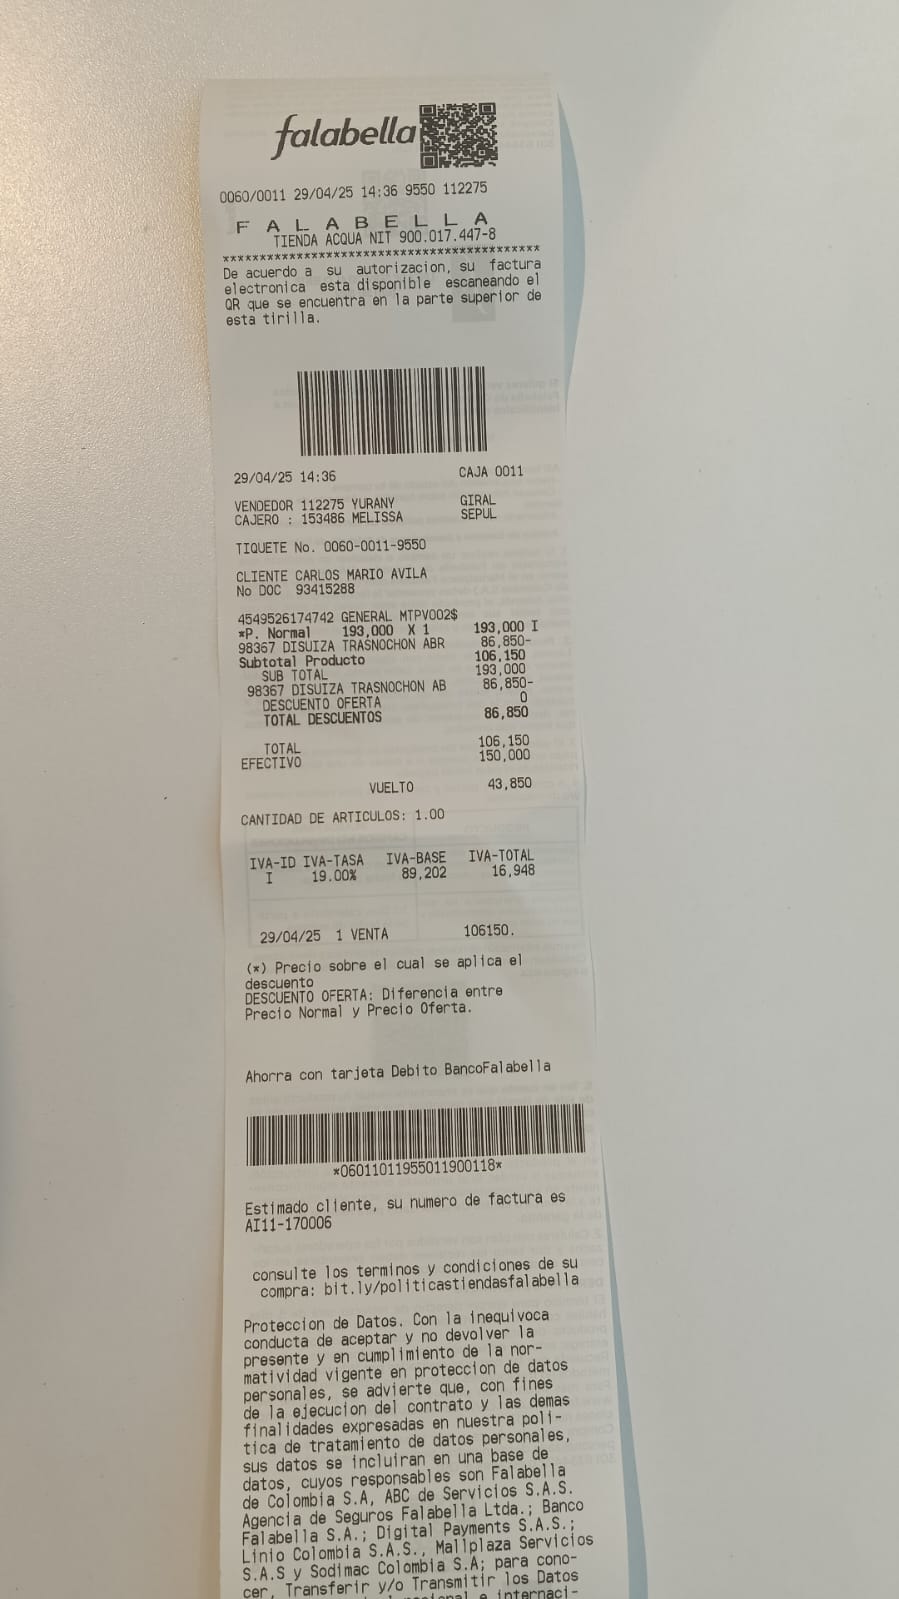 falabella
0060/0011 29/04/25 14:36 9550 112275
F A L A B E L L A
TIENDA ACQUA NIT 900.017.447-8
*******************************************
De acuerdo a su autorizacion, su factura
electronica esta disponible escaneando el
QR que se encuentra en la parte superior de
esta tirilla.
29/04/25 14:36 CAJA 0011
VENDEDOR 112275 YURANY GIRAL
CAJERO : 153486 MELISSA SEPUL
TIQUETE No. 0060-0011-9550
CLIENTE CARLOS MARIO AVILA
No DOC 93415288
4549526174742 GENERAL MTPV002$
*P. Normal 193,000 X 1 193,000 I
98367 DISUIZA TRASNOCHON ABR 86,850-
Subtotal Producto 106,150
SUB TOTAL 193,000
98367 DISUIZA TRASNOCHON AB 86,850-
DESCUENTO OFERTA 0
TOTAL DESCUENTOS 86,850
TOTAL 106,150
EFECTIVO 150,000
VUELTO 43,850
CANTIDAD DE ARTICULOS: 1.00
IVA-ID IVA-TASA IVA-BASE IVA-TOTAL
I 19.00% 89,202 16,948
29/04/25 1 VENTA 106150.
(*) Precio sobre el cual se aplica el
descuento
DESCUENTO OFERTA: Diferencia entre
Precio Normal y Precio Oferta.
Ahorra con tarjeta Debito BancoFalabella
*06011011955011900118*
Estimado cliente, su numero de factura es
AI11-170006
consulte los terminos y condiciones de su
compra: bit.ly/politicastiendasfalabella
Proteccion de Datos. Con la inequivoca
conducta de aceptar y no devolver la
presente y en cumplimiento de la nor-
matividad vigente en proteccion de datos
personales, se advierte que, con fines
de la ejecucion del contrato y las demas
finalidades expresadas en nuestra poli-
tica de tratamiento de datos personales,
sus datos se incluiran en una base de
datos, cuyos responsables son Falabella
de Colombia S.A, ABC de Servicios S.A.S.
Agencia de Seguros Falabella Ltda.; Banco
Falabella S.A.; Digital Payments S.A.S.;
Linio Colombia S.A.S., Mallplaza Servicios
S.A.S y Sodimac Colombia S.A; para cono-
cer, Transferir y/o Transmitir los Datos